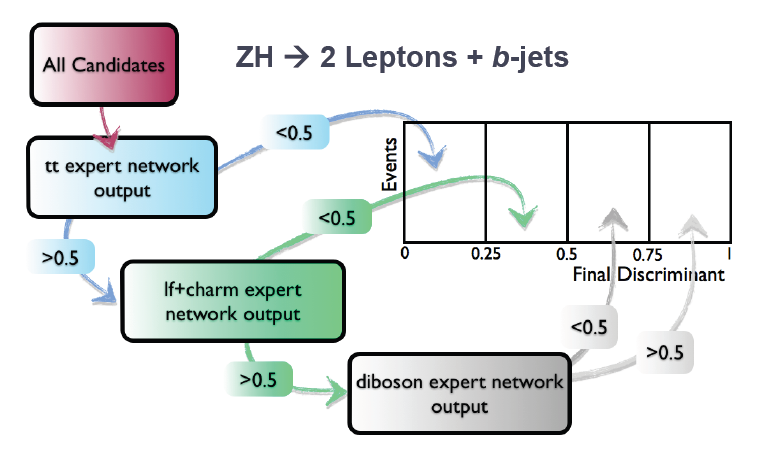 ZH → 2 Leptons + b-jets
All Candidates
tt expert network
output
<0.5
>0.5
lf+charm expert
network output
<0.5
>0.5
diboson expert network
output
<0.5
>0.5
Events
0 0.25 0.5 0.75 1
Final Discriminant